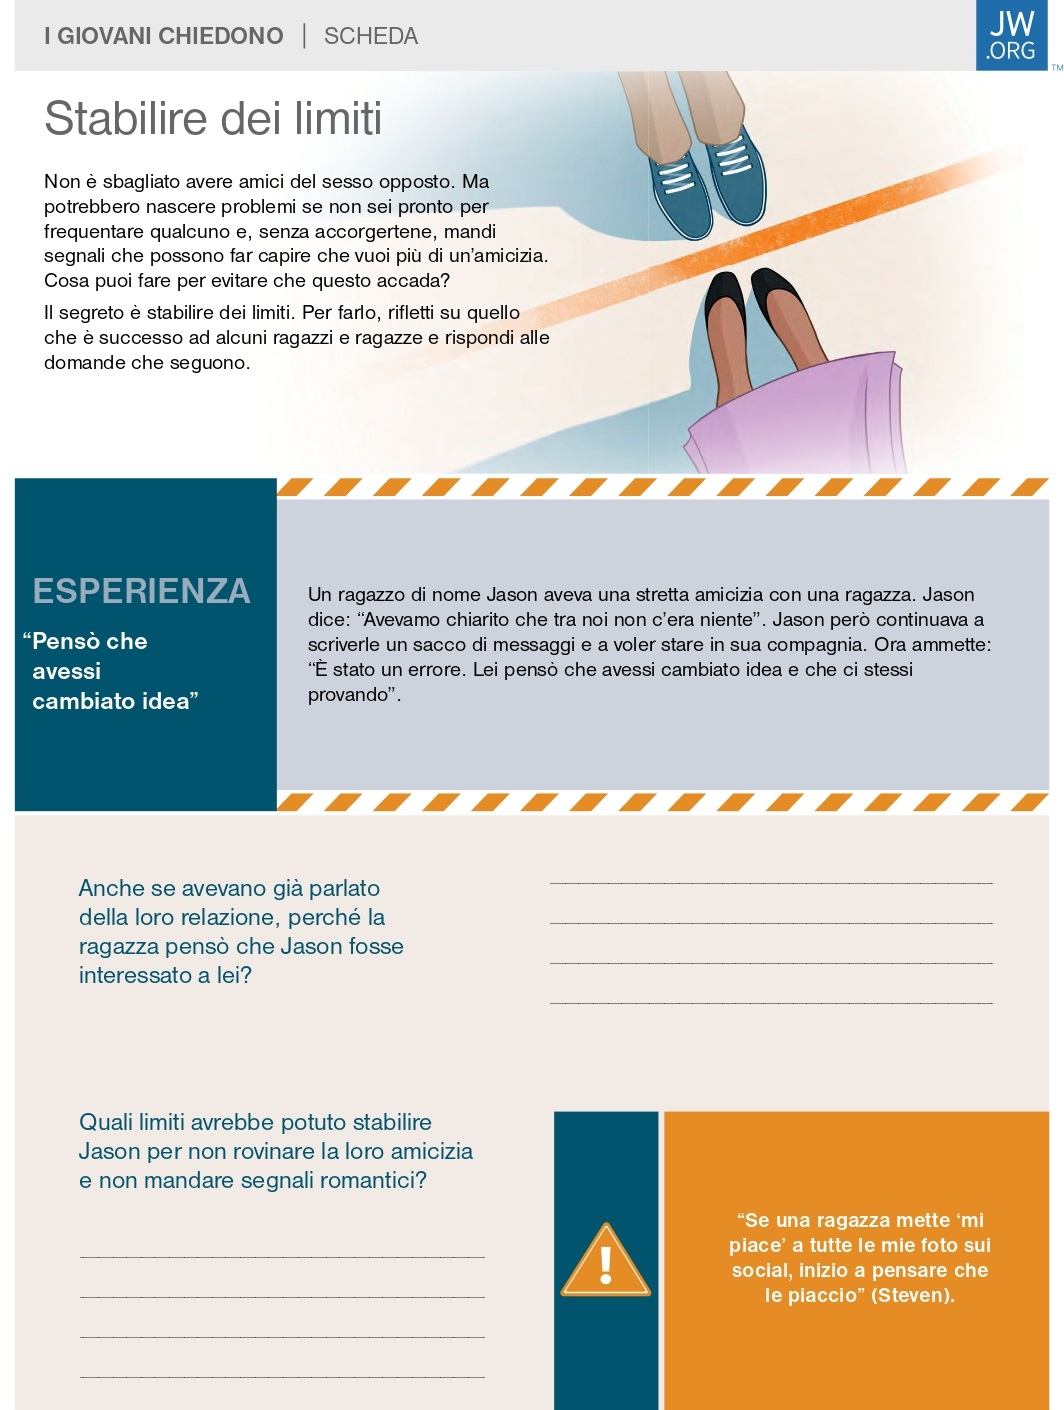 I GIOVANI CHIEDONO | SCHEDA
JW
.ORG
TM
Stabilire dei limiti
Non è sbagliato avere amici del sesso opposto. Ma
potrebbero nascere problemi se non sei pronto per
frequentare qualcuno e, senza accorgertene, mandi
segnali che possono far capire che vuoi più di un’amicizia.
Cosa puoi fare per evitare che questo accada?
Il segreto è stabilire dei limiti. Per farlo, rifletti su quello
che è successo ad alcuni ragazzi e ragazze e rispondi alle
domande che seguono.
ESPERIENZA
“Pensò che
avessi
cambiato idea”
Un ragazzo di nome Jason aveva una stretta amicizia con una ragazza. Jason
dice: “Avevamo chiarito che tra noi non c’era niente”. Jason però continuava a
scriverle un sacco di messaggi e a voler stare in sua compagnia. Ora ammette:
“È stato un errore. Lei pensò che avessi cambiato idea e che ci stessi
provando”.
Anche se avevano già parlato
della loro relazione, perché la
ragazza pensò che Jason fosse
interessato a lei?
Quali limiti avrebbe potuto stabilire
Jason per non rovinare la loro amicizia
e non mandare segnali romantici?
“Se una ragazza mette ‘mi
piace’ a tutte le mie foto sui
social, inizio a pensare che
le piaccio” (Steven).